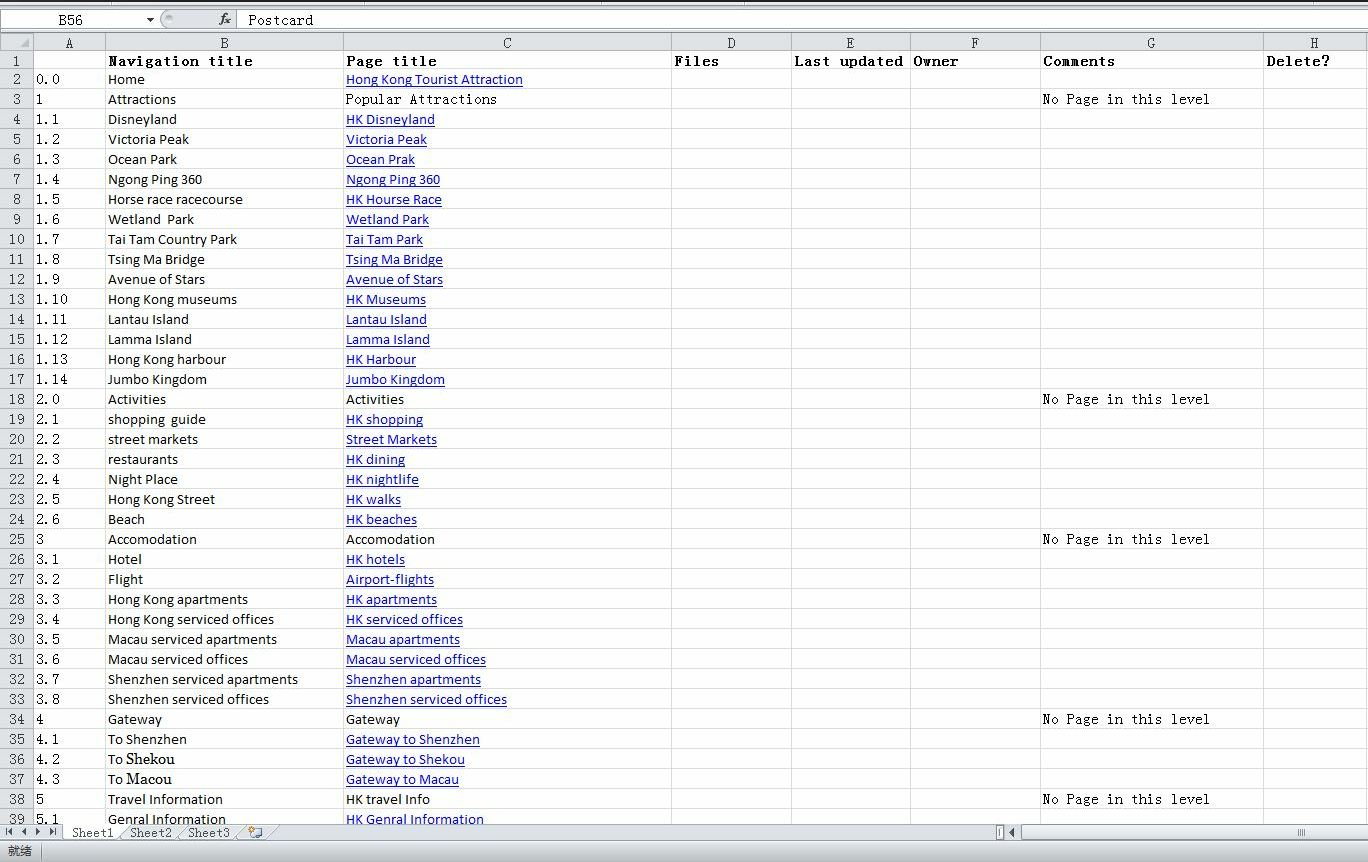 B56 fx Postcard
A B C D E F G H
1 Navigation title Page title Files Last updated Owner Comments Delete?
2 0.0 Home Hong Kong Tourist Attraction
3 1 Attractions Popular Attractions No Page in this level
4 1.1 Disneyland HK Disneyland
5 1.2 Victoria Peak Victoria Peak
6 1.3 Ocean Park Ocean Prak
7 1.4 Ngong Ping 360 Ngong Ping 360
8 1.5 Horse race racecourse HK Hourse Race
9 1.6 Wetland Park Wetland Park
10 1.7 Tai Tam Country Park Tai Tam Park
11 1.8 Tsing Ma Bridge Tsing Ma Bridge
12 1.9 Avenue of Stars Avenue of Stars
13 1.10 Hong Kong museums HK Museums
14 1.11 Lantau Island Lantau Island
15 1.12 Lamma Island Lamma Island
16 1.13 Hong Kong harbour HK Harbour
17 1.14 Jumbo Kingdom Jumbo Kingdom
18 2.0 Activities Activities No Page in this level
19 2.1 shopping guide HK shopping
20 2.2 street markets Street Markets
21 2.3 restaurants HK dining
22 2.4 Night Place HK nightlife
23 2.5 Hong Kong Street HK walks
24 2.6 Beach HK beaches
25 3 Accomodation Accomodation No Page in this level
26 3.1 Hotel HK hotels
27 3.2 Flight Airport-flights
28 3.3 Hong Kong apartments HK apartments
29 3.4 Hong Kong serviced offices HK serviced offices
30 3.5 Macau serviced apartments Macau apartments
31 3.6 Macau serviced offices Macau serviced offices
32 3.7 Shenzhen serviced apartments Shenzhen apartments
33 3.8 Shenzhen serviced offices Shenzhen serviced offices
34 4 Gateway Gateway No Page in this level
35 4.1 To Shenzhen Gateway to Shenzhen
36 4.2 To Shekou Gateway to Shekou
37 4.3 To Macou Gateway to Macau
38 5 Travel Information HK travel Info No Page in this level
39 5.1 Genral Information HK Genral Information
Sheet1 Sheet2 Sheet3
就绪